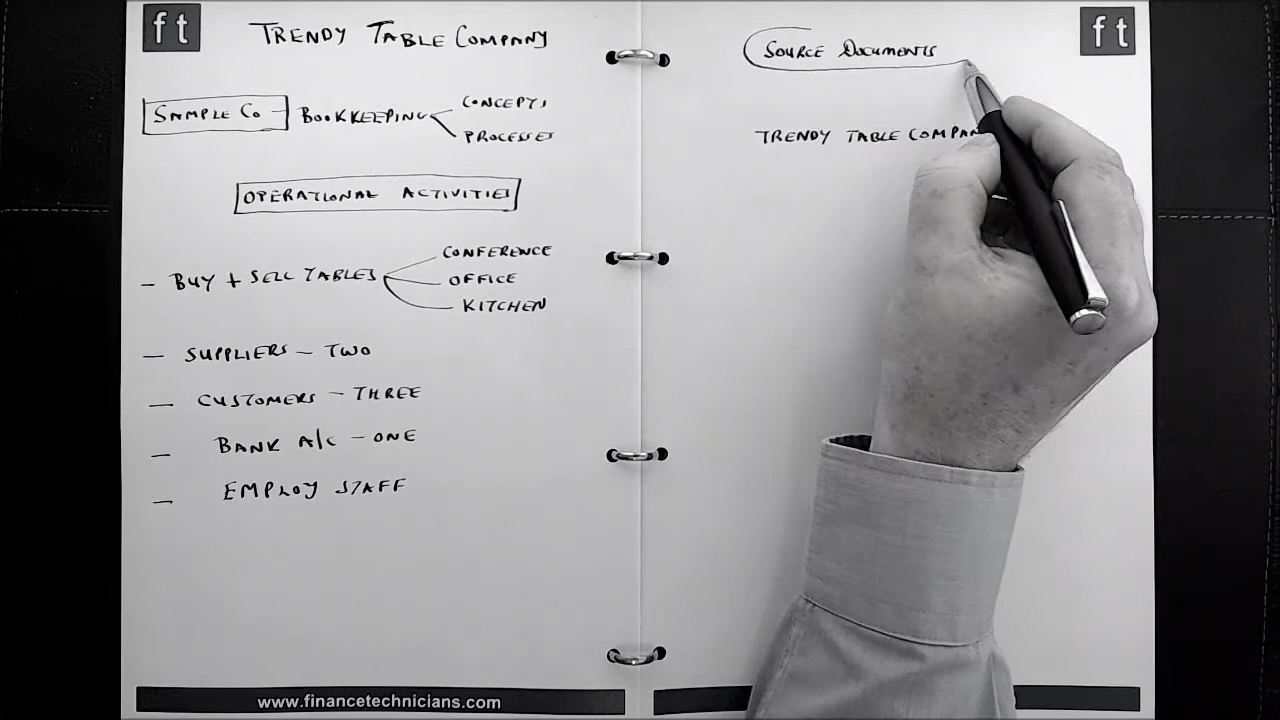 ft
TRENDY TABLE COMPANY
SAMPLE CO - BOOKKEEPING
CONCEPTS
PROCESSES
OPERATIONAL ACTIVITIES
- BUY + SELL TABLES
CONFERENCE
OFFICE
KITCHEN
- SUPPLIERS - TWO
- CUSTOMERS - THREE
- BANK A/C - ONE
- EMPLOY STAFF
www.financetechnicians.com
ft
SOURCE DOCUMENTS
TRENDY TABLE COMPAN